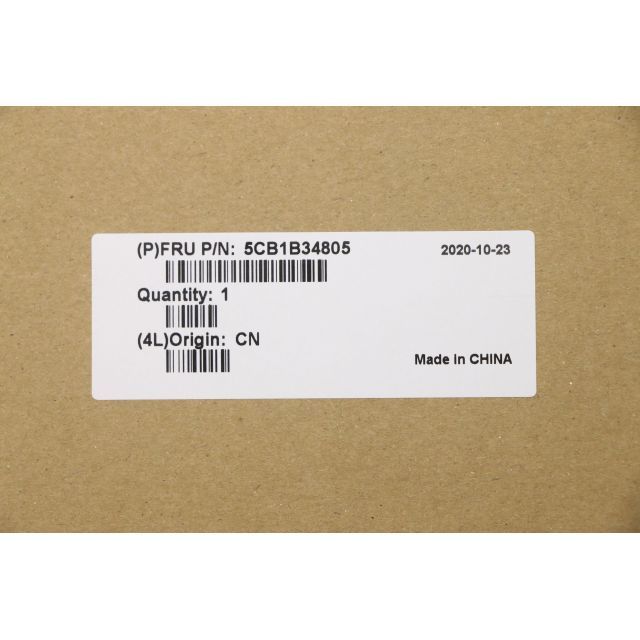 (P)FRU P/N: 5CB1B34805
2020-10-23
Quantity: 1
(4L)Origin: CN
Made in CHINA